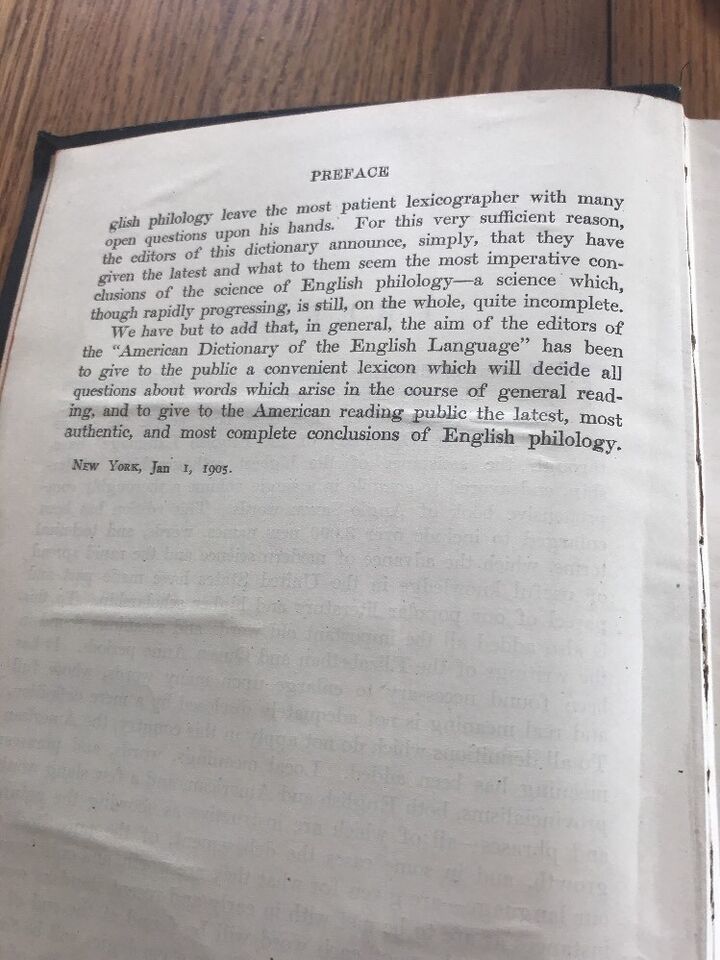 PREFACE
glish philology leave the most patient lexicographer with many
open questions upon his hands. For this very sufficient reason,
the editors of this dictionary announce, simply, that they have
given the latest and what to them seem the most imperative con-
clusions of the science of English philology—a science which,
though rapidly progressing, is still, on the whole, quite incomplete.
We have but to add that, in general, the aim of the editors of
the "American Dictionary of the English Language" has been
to give to the public a convenient lexicon which will decide all
questions about words which arise in the course of general read-
ing, and to give to the American reading public the latest, most
authentic, and most complete conclusions of English philology.
NEW YORK, Jan 1, 1905.